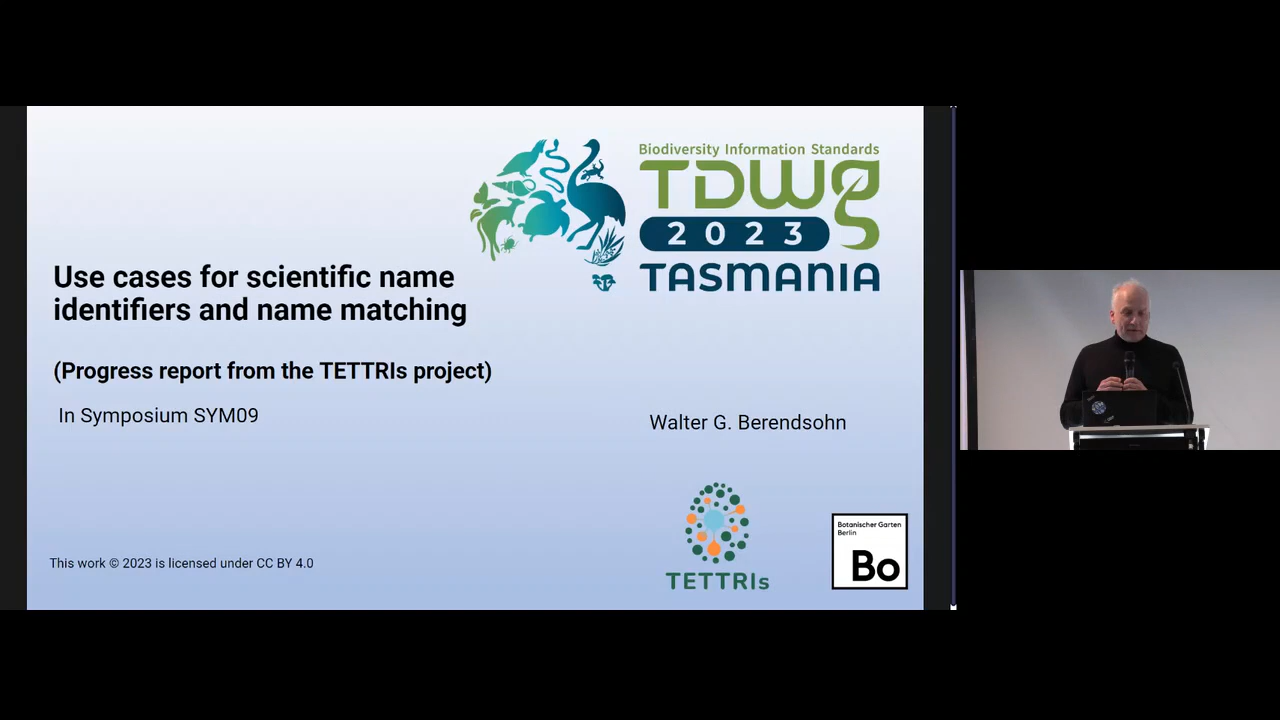 Biodiversity Information Standards
TDWG
2023
TASMANIA
Use cases for scientific name
identifiers and name matching
(Progress report from the TETTRIs project)
In Symposium SYM09
Walter G. Berendsohn
This work © 2023 is licensed under CC BY 4.0
TETTRIs
Botanischer Garten
Berlin
Bo